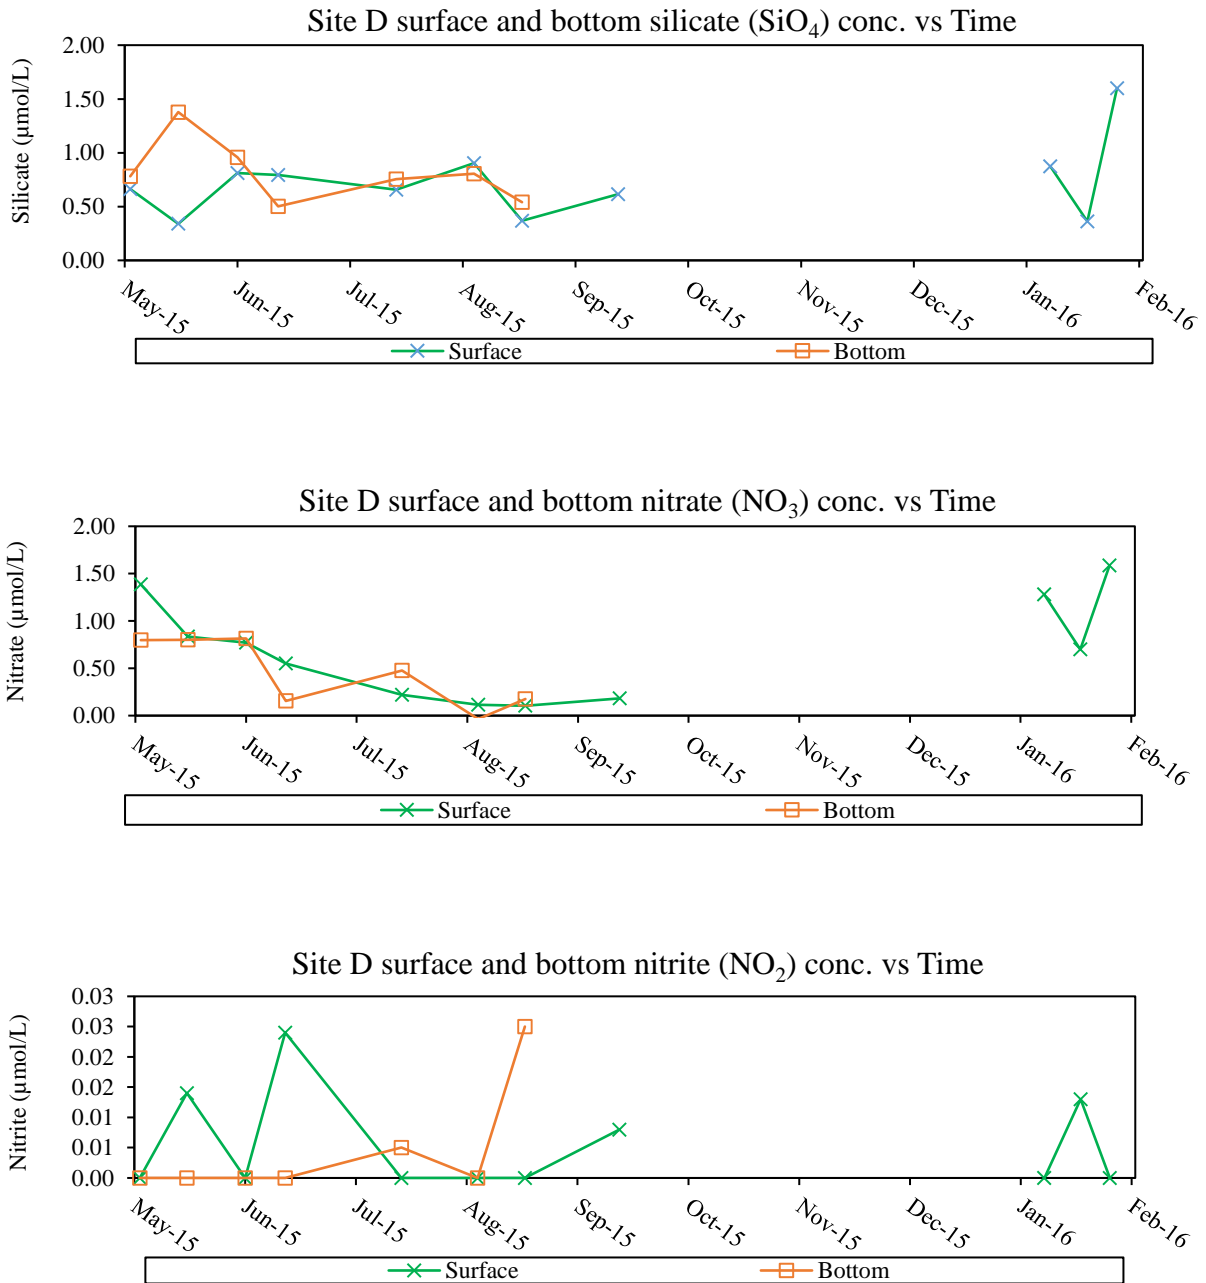 Site D surface and bottom silicate (SiO₄) conc. vs Time
Silicate (µmol/L)
2.00
1.50
1.00
0.50
0.00
May-15 Jun-15 Jul-15 Aug-15 Sep-15 Oct-15 Nov-15 Dec-15 Jan-16 Feb-16
Surface Bottom
Site D surface and bottom nitrate (NO₃) conc. vs Time
Nitrate (µmol/L)
2.00
1.50
1.00
0.50
0.00
May-15 Jun-15 Jul-15 Aug-15 Sep-15 Oct-15 Nov-15 Dec-15 Jan-16 Feb-16
Surface Bottom
Site D surface and bottom nitrite (NO₂) conc. vs Time
Nitrite (µmol/L)
0.03
0.03
0.02
0.02
0.01
0.01
0.00
May-15 Jun-15 Jul-15 Aug-15 Sep-15 Oct-15 Nov-15 Dec-15 Jan-16 Feb-16
Surface Bottom